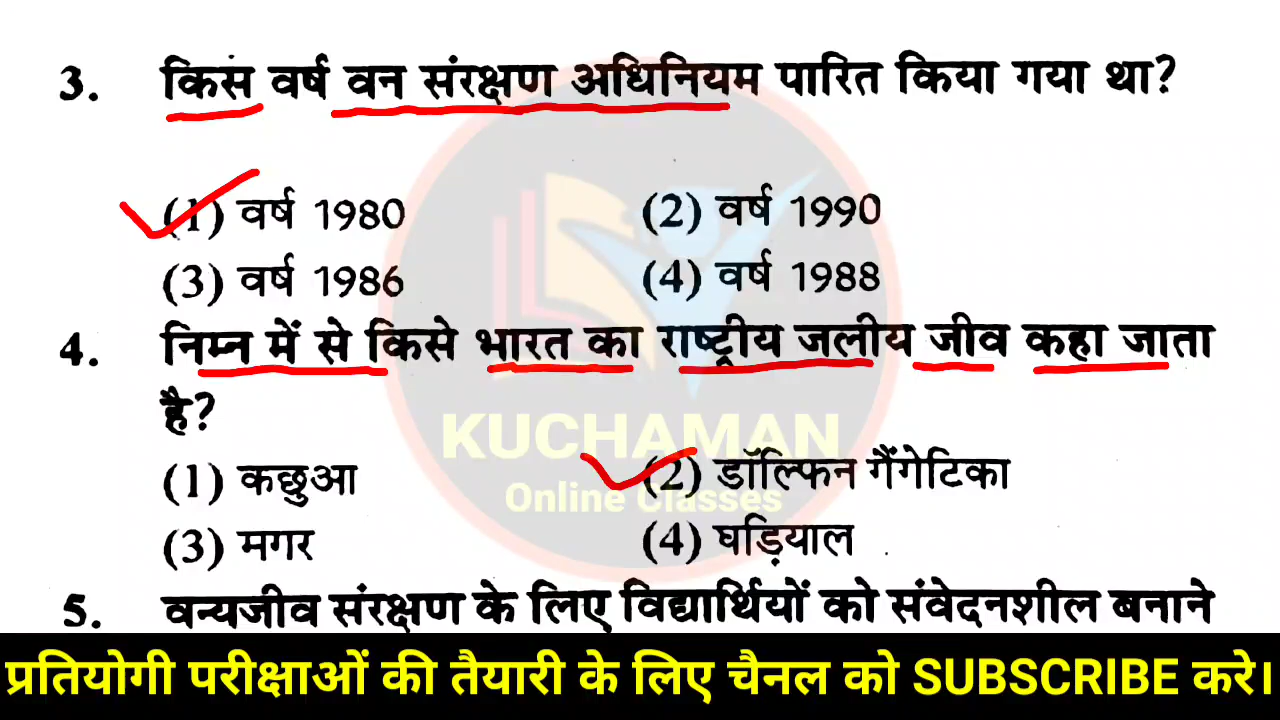 3. किस वर्ष वन संरक्षण अधिनियम पारित किया गया था?
(1) वर्ष 1980 (2) वर्ष 1990
(3) वर्ष 1986 (4) वर्ष 1988
4. निम्न में से किसे भारत का राष्ट्रीय जलीय जीव कहा जाता
है?
KUCHAMAN
(1) कछुआ (2) डॉल्फिन गैंगेटिका
Online Classes
(3) मगर (4) घड़ियाल
5. वन्यजीव संरक्षण के लिए विद्यार्थियों को संवेदनशील बनाने
प्रतियोगी परीक्षाओं की तैयारी के लिए चैनल को SUBSCRIBE करे।